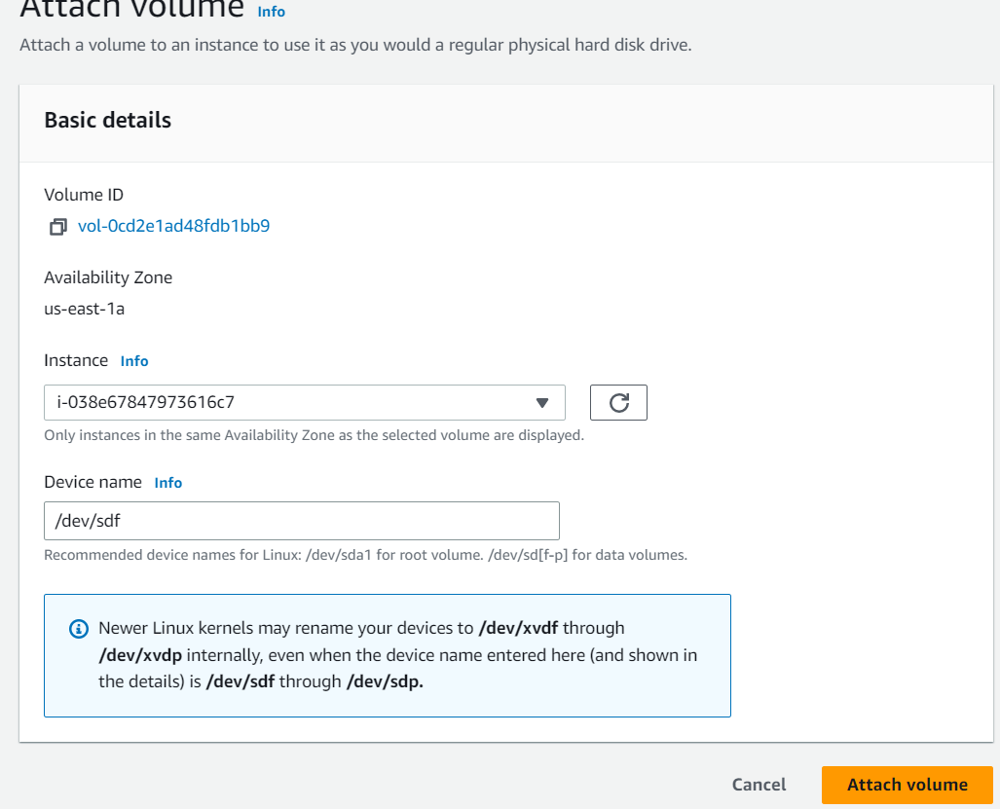 Attach volume Info
Attach a volume to an instance to use it as you would a regular physical hard disk drive.
Basic details
Volume ID
vol-0cd2e1ad48fdb1bb9
Availability Zone
us-east-1a
Instance Info
i-038e67847973616c7
Only instances in the same Availability Zone as the selected volume are displayed.
Device name Info
/dev/sdf
Recommended device names for Linux: /dev/sda1 for root volume. /dev/sd[f-p] for data volumes.
Newer Linux kernels may rename your devices to /dev/xvdf through
/dev/xvdp internally, even when the device name entered here (and shown in
the details) is /dev/sdf through /dev/sdp.
Cancel Attach volume